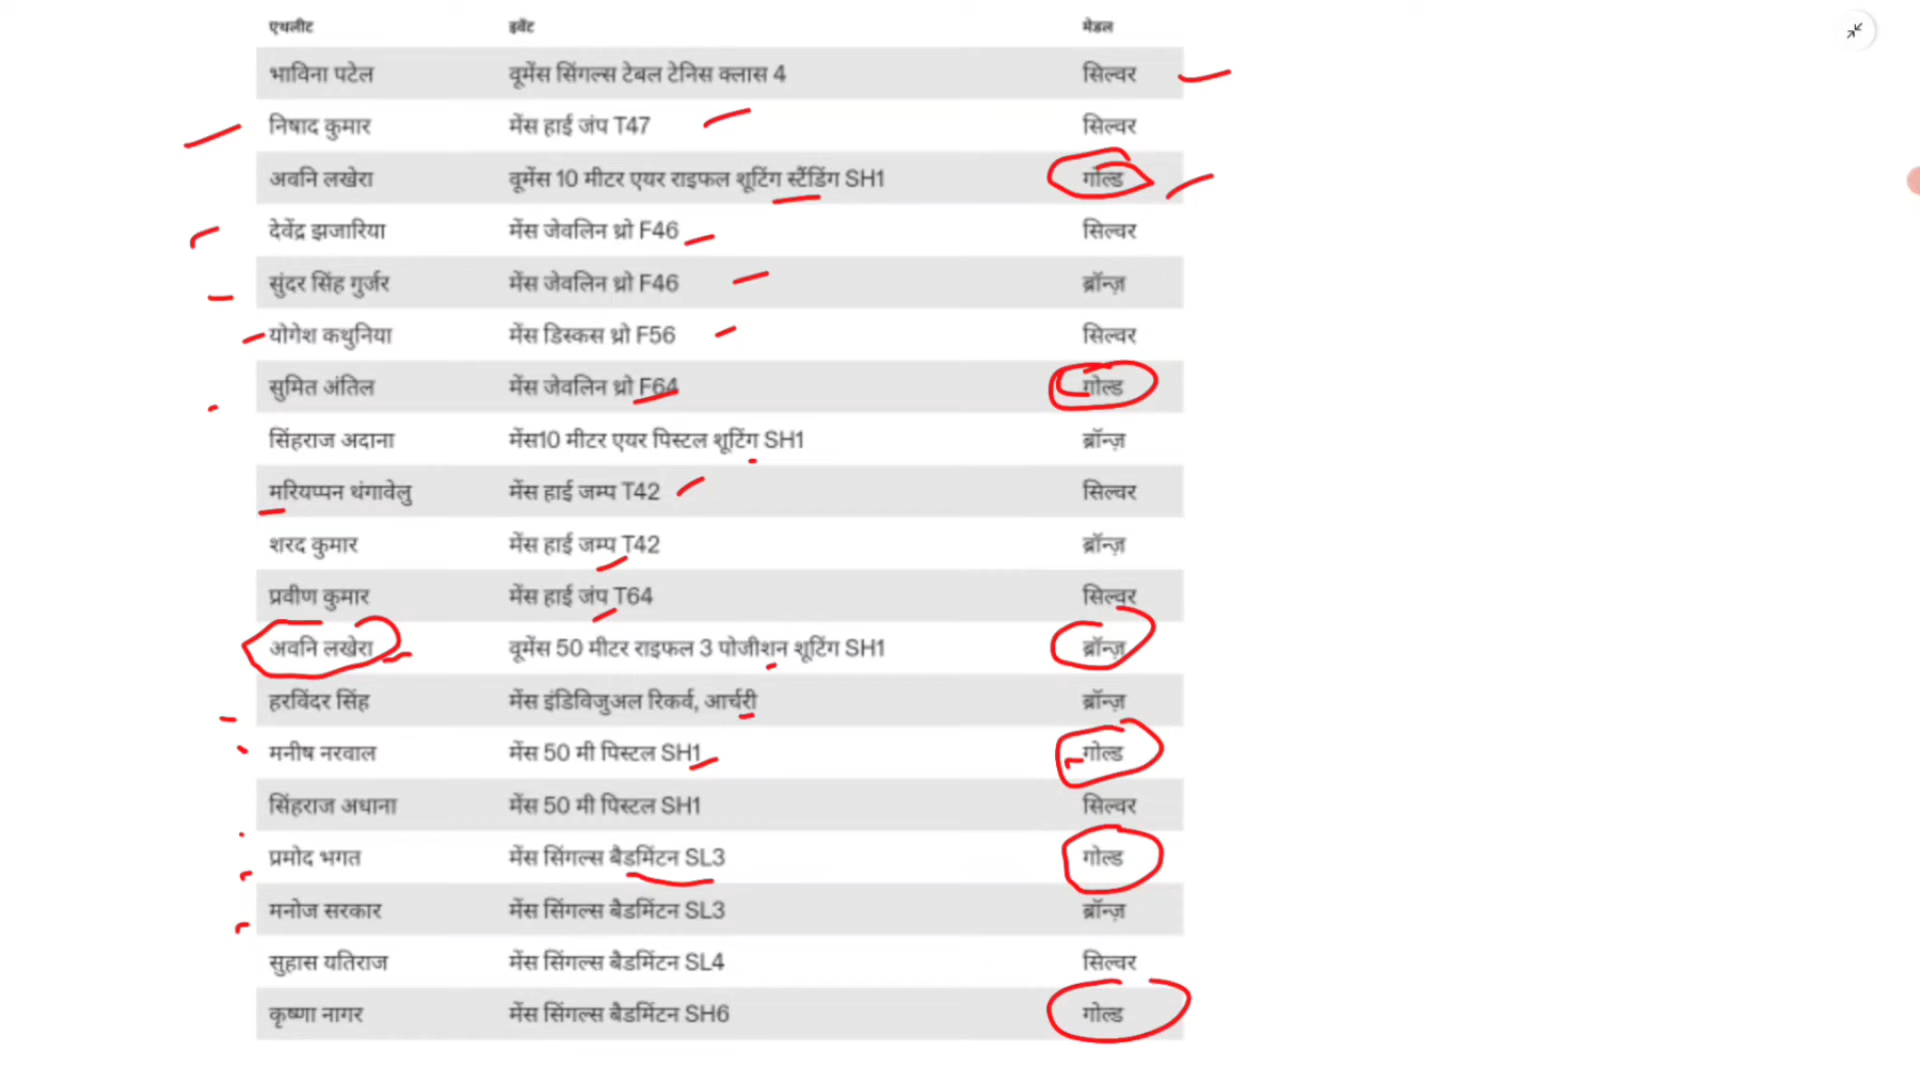 एथलीट इवेंट मेडल
भाविना पटेल वूमेंस सिंगल्स टेबल टेनिस क्लास 4 सिल्वर
निषाद कुमार मेंस हाई जंप T47 सिल्वर
अवनि लखेरा वूमेंस 10 मीटर एयर राइफल शूटिंग स्टैंडिंग SH1 गोल्ड
देवेंद्र झजारिया मेंस जेवलिन थ्रो F46 सिल्वर
सुंदर सिंह गुर्जर मेंस जेवलिन थ्रो F46 ब्रॉन्ज़
योगेश कथुनिया मेंस डिस्कस थ्रो F56 सिल्वर
सुमित अंतिल मेंस जेवलिन थ्रो F64 गोल्ड
सिंहराज अदाना मेंस10 मीटर एयर पिस्टल शूटिंग SH1 ब्रॉन्ज़
मरियप्पन थंगावेलु मेंस हाई जम्प T42 सिल्वर
शरद कुमार मेंस हाई जम्प T42 ब्रॉन्ज़
प्रवीण कुमार मेंस हाई जंप T64 सिल्वर
अवनि लखेरा वूमेंस 50 मीटर राइफल 3 पोजीशन शूटिंग SH1 ब्रॉन्ज़
हरविंदर सिंह मेंस इंडिविजुअल रिकर्व, आर्चरी ब्रॉन्ज़
मनीष नरवाल मेंस 50 मी पिस्टल SH1 गोल्ड
सिंहराज अधाना मेंस 50 मी पिस्टल SH1 सिल्वर
प्रमोद भगत मेंस सिंगल्स बैडमिंटन SL3 गोल्ड
मनोज सरकार मेंस सिंगल्स बैडमिंटन SL3 ब्रॉन्ज़
सुहास यतिराज मेंस सिंगल्स बैडमिंटन SL4 सिल्वर
कृष्णा नागर मेंस सिंगल्स बैडमिंटन SH6 गोल्ड